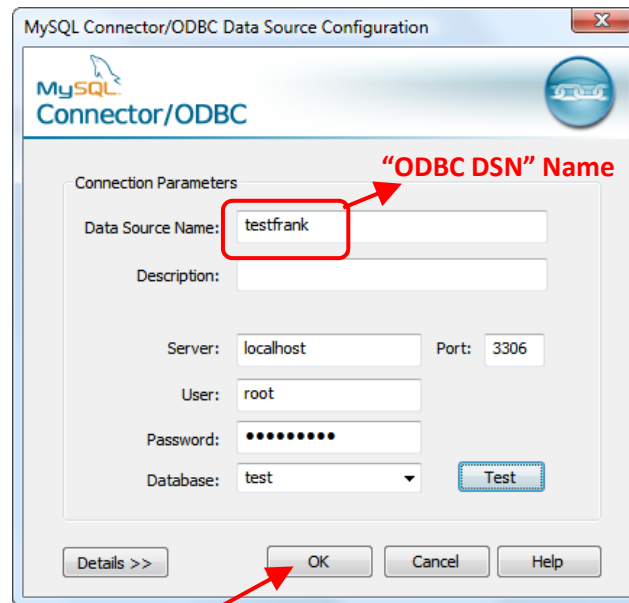 MySQL Connector/ODBC Data Source Configuration
MySQL
Connector/ODBC
"ODBC DSN" Name
Connection Parameters
Data Source Name: testfrank
Description:
Server: localhost Port: 3306
User: root
Password: •••••••••
Database: test Test
Details >> OK Cancel Help